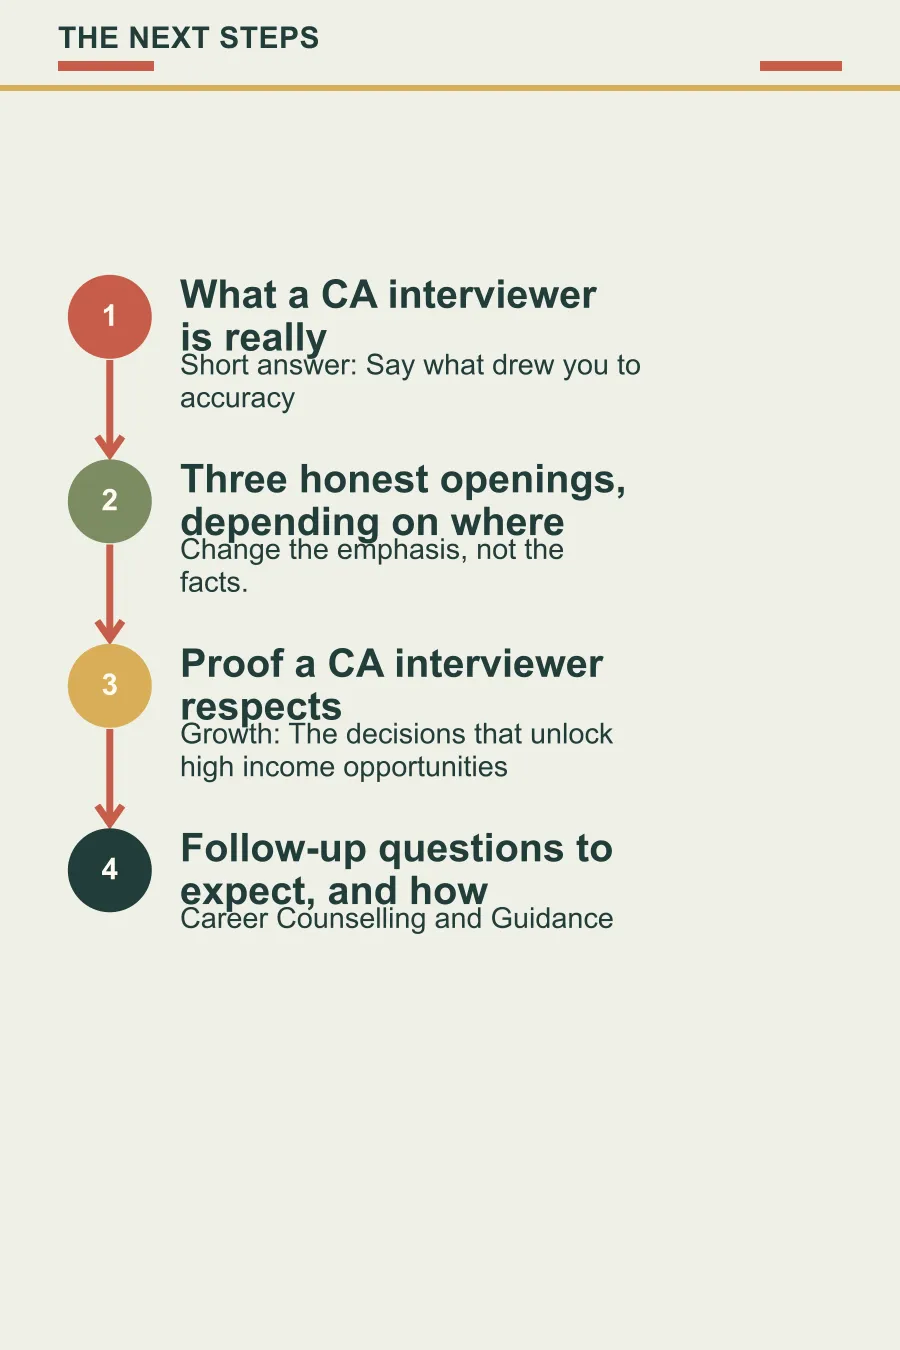 THE NEXT STEPS
1
What a CA interviewer
is really
Short answer: Say what drew you to
accuracy
2
Three honest openings,
depending on where
Change the emphasis, not the
facts.
3
Proof a CA interviewer
respects
Growth: The decisions that unlock
high income opportunities
4
Follow-up questions to
expect, and how
Career Counselling and Guidance